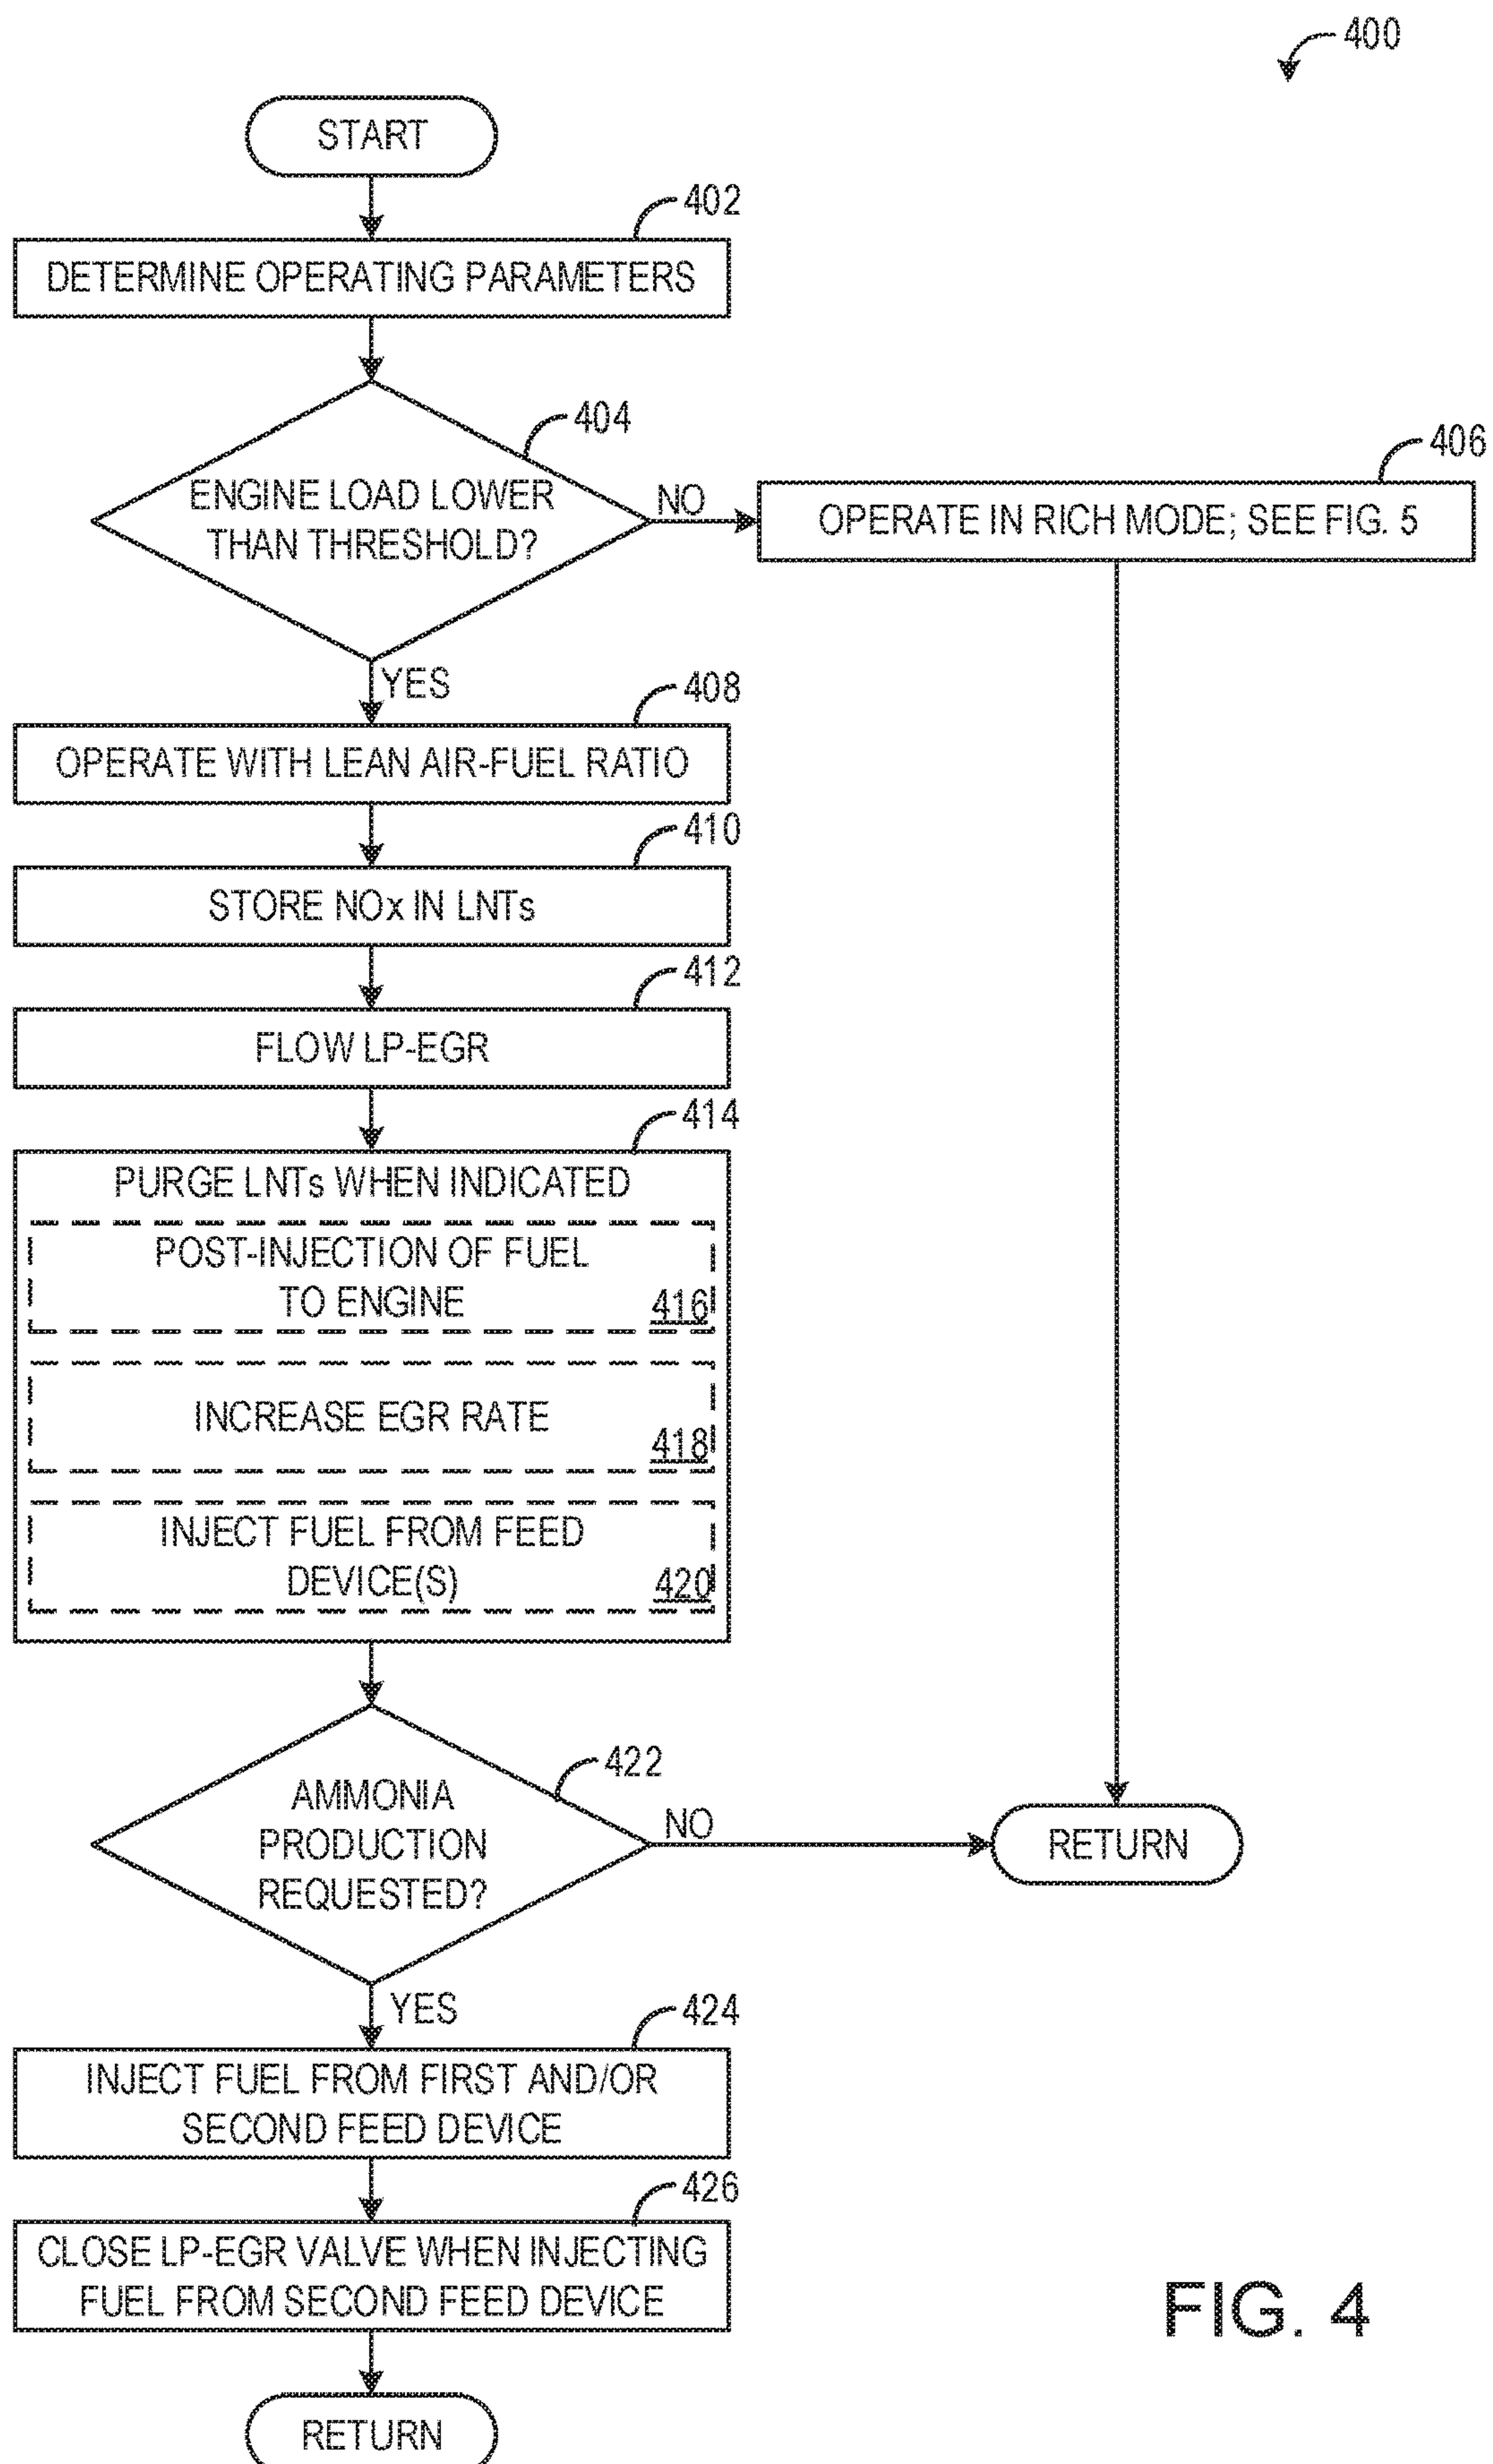 400
START
402
DETERMINE OPERATING PARAMETERS
404
ENGINE LOAD LOWER
THAN THRESHOLD?
NO
406
OPERATE IN RICH MODE; SEE FIG. 5
YES
408
OPERATE WITH LEAN AIR-FUEL RATIO
410
STORE NOx IN LNTs
412
FLOW LP-EGR
414
PURGE LNTs WHEN INDICATED
POST-INJECTION OF FUEL
TO ENGINE
416
INCREASE EGR RATE
418
INJECT FUEL FROM FEED
DEVICE(S)
420
422
AMMONIA
PRODUCTION
REQUESTED?
NO
RETURN
YES
424
INJECT FUEL FROM FIRST AND/OR
SECOND FEED DEVICE
426
CLOSE LP-EGR VALVE WHEN INJECTING
FUEL FROM SECOND FEED DEVICE
RETURN
FIG. 4